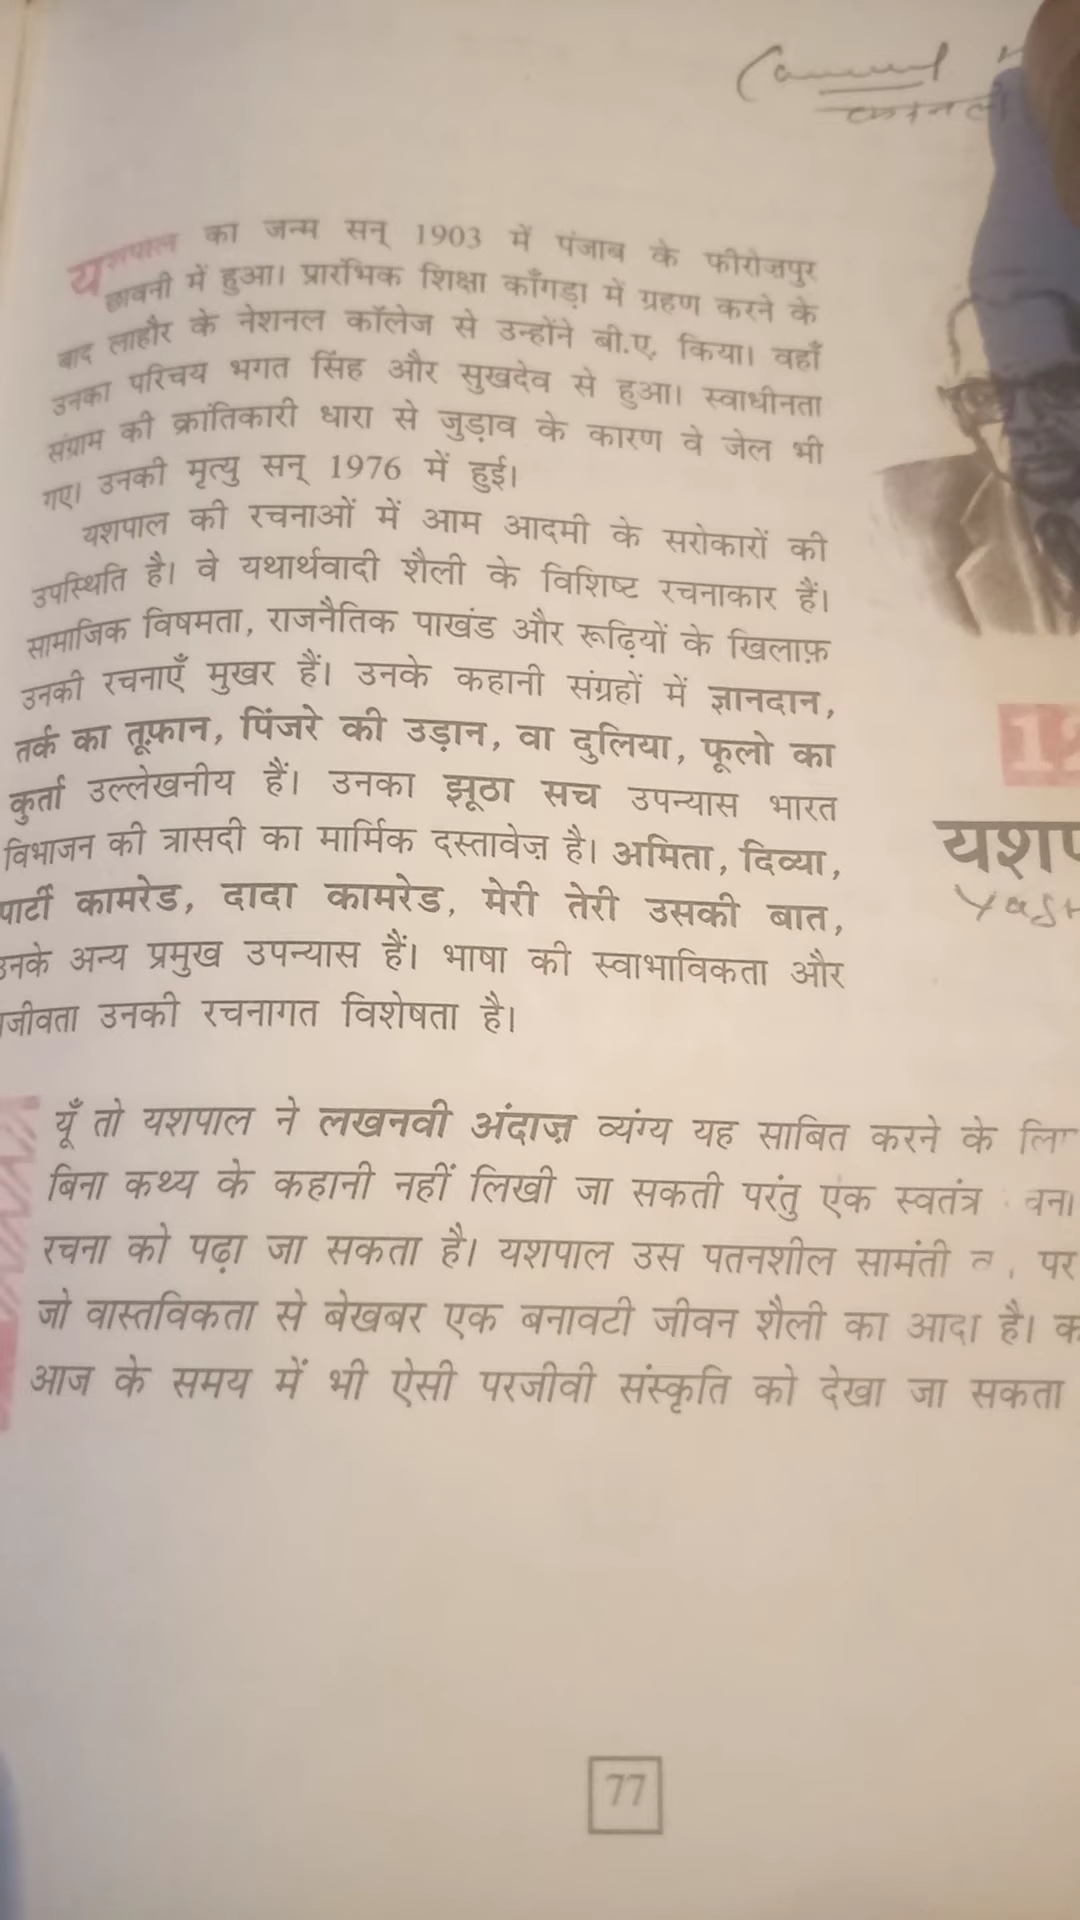 यशपाल का जन्म सन् 1903 में पंजाब के फीरोज़पुर
छावनी में हुआ। प्रारंभिक शिक्षा काँगड़ा में ग्रहण करने के
बाद लाहौर के नेशनल कॉलेज से उन्होंने बी.ए. किया। वहाँ
उनका परिचय भगत सिंह और सुखदेव से हुआ। स्वाधीनता
संग्राम की क्रांतिकारी धारा से जुड़ाव के कारण वे जेल भी
गए। उनकी मृत्यु सन् 1976 में हुई।
यशपाल की रचनाओं में आम आदमी के सरोकारों की
उपस्थिति है। वे यथार्थवादी शैली के विशिष्ट रचनाकार हैं।
सामाजिक विषमता, राजनैतिक पाखंड और रूढ़ियों के खिलाफ़
उनकी रचनाएँ मुखर हैं। उनके कहानी संग्रहों में ज्ञानदान,
तर्क का तूफ़ान, पिंजरे की उड़ान, वा दुलिया, फूलो का
कुर्ता उल्लेखनीय हैं। उनका झूठा सच उपन्यास भारत
विभाजन की त्रासदी का मार्मिक दस्तावेज़ है। अमिता, दिव्या,
पार्टी कामरेड, दादा कामरेड, मेरी तेरी उसकी बात,
उनके अन्य प्रमुख उपन्यास हैं। भाषा की स्वाभाविकता और
जीवता उनकी रचनागत विशेषता है।
12
यशप
Yash
यूँ तो यशपाल ने लखनवी अंदाज़ व्यंग्य यह साबित करने के लि
बिना कथ्य के कहानी नहीं लिखी जा सकती परंतु एक स्वतंत्र
रचना को पढ़ा जा सकता है। यशपाल उस पतनशील सामंती पर
जो वास्तविकता से बेखबर एक बनावटी जीवन शैली का आदा है। क
आज के समय में भी ऐसी परजीवी संस्कृति को देखा जा सकता
77